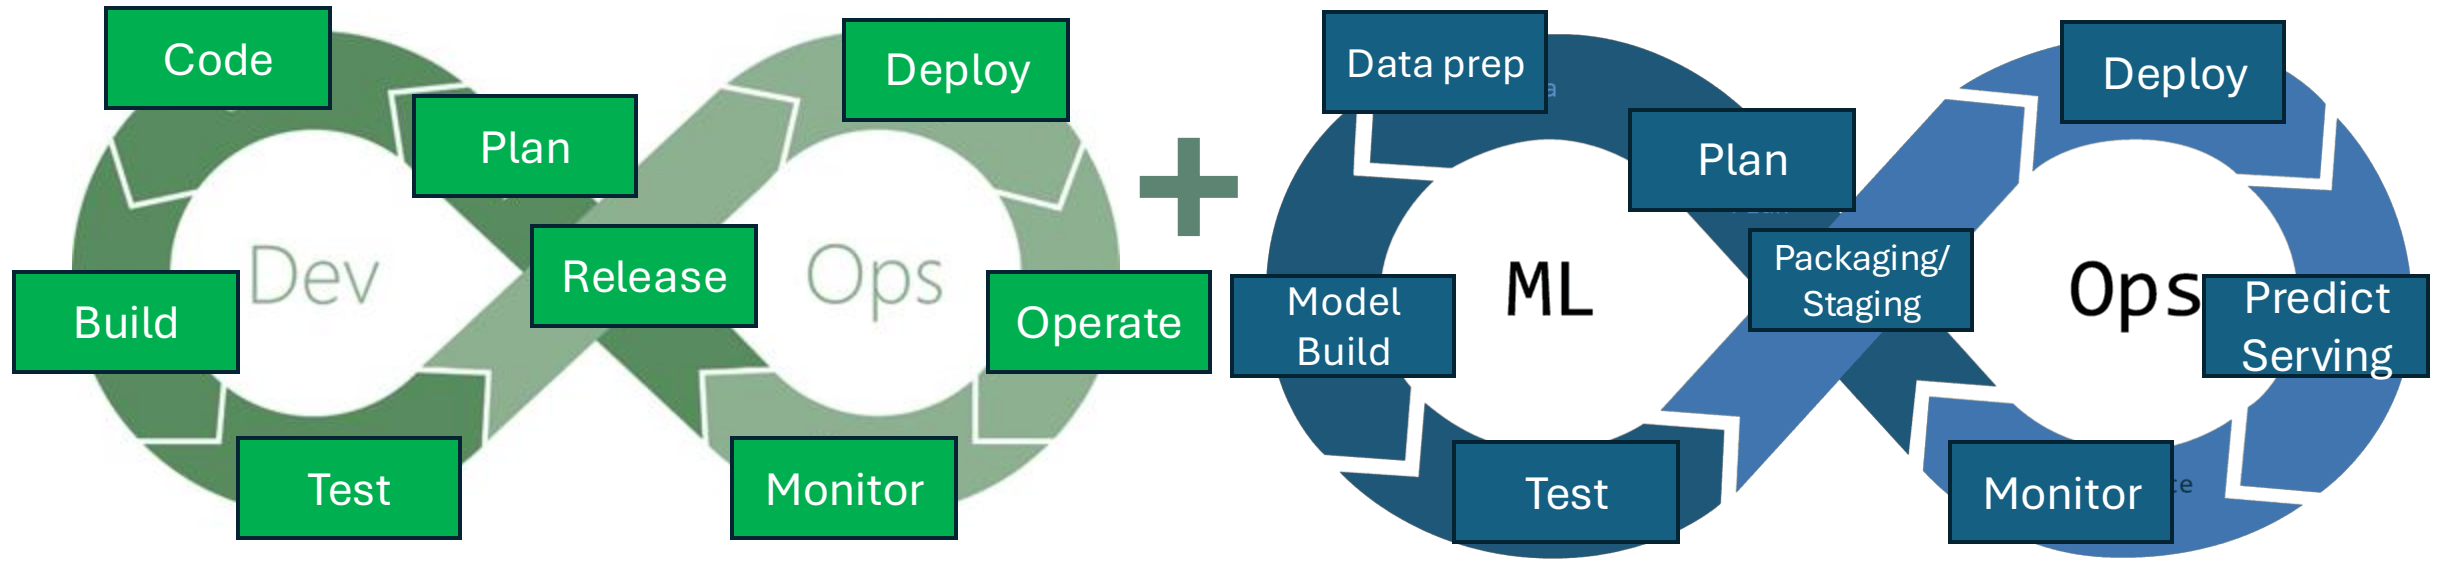 Code
Plan
Build
Dev
Test
Release
Deploy
Ops
Operate
Monitor
+
Data prep
Plan
Model
Build
ML
Test
Packaging/
Staging
Deploy
Ops
Predict
Serving
Monitor